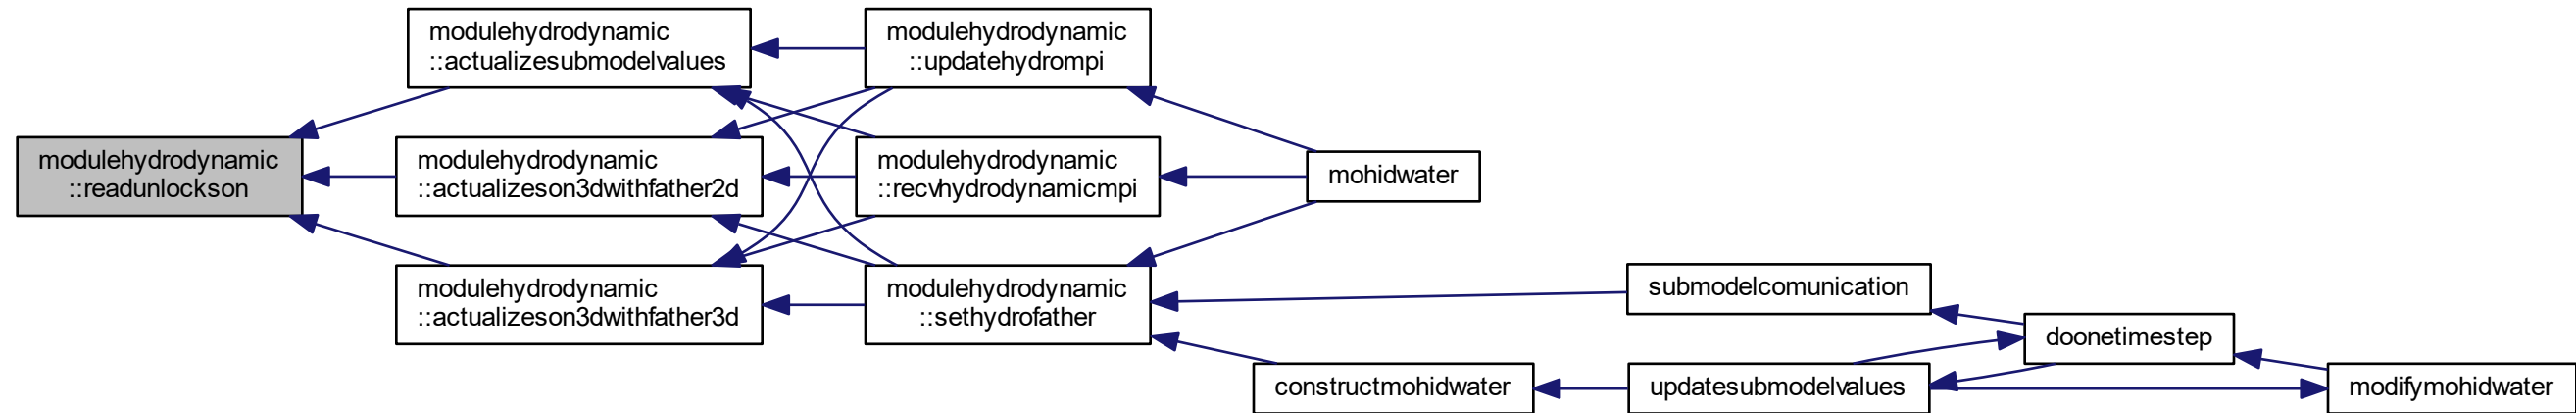 modulehydrodynamic
::readunlockson
modulehydrodynamic
::actualizesubmodelvalues
modulehydrodynamic
::actualizeson3dwithfather2d
modulehydrodynamic
::actualizeson3dwithfather3d
modulehydrodynamic
::updatehydrompi
modulehydrodynamic
::recvhydrodynamicmpi
modulehydrodynamic
::sethydrofather
mohidwater
constructmohidwater
submodelcomunication
updatesubmodelvalues
doonetimestep
modifymohidwater